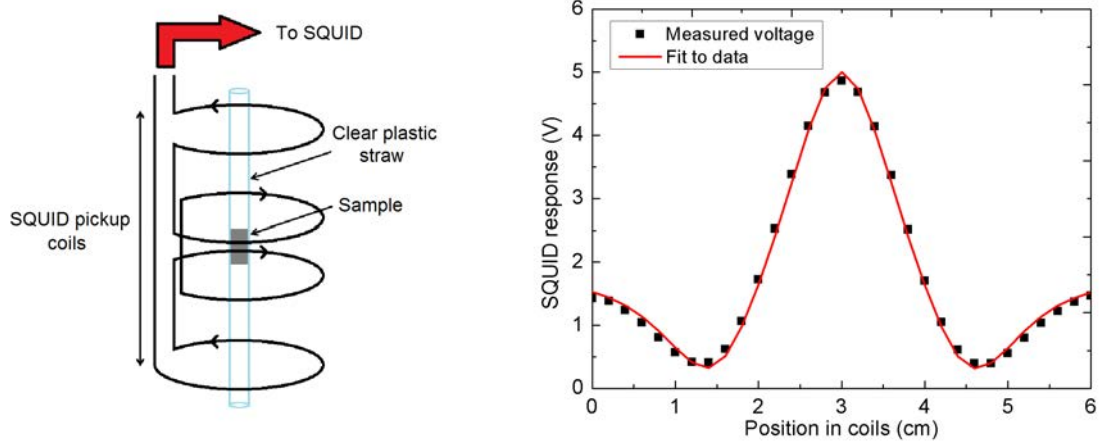 To SQUID
Clear plastic
straw
Sample
SQUID pickup
coils
6
5
4
3
2
1
0
SQUID response (V)
Measured voltage
Fit to data
0 1 2 3 4 5 6
Position in coils (cm)